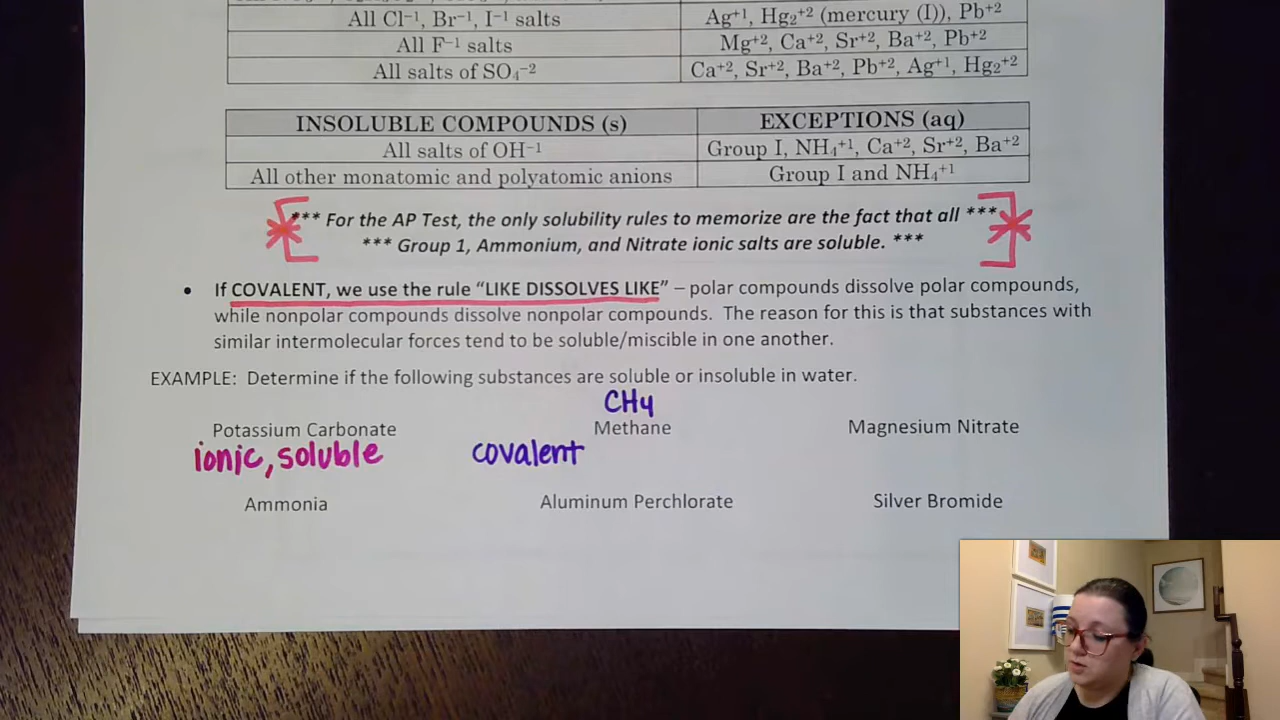 All Cl⁻¹, Br⁻¹, I⁻¹ salts Ag⁺¹, Hg₂⁺² (mercury (I)), Pb⁺²
All F⁻¹ salts Mg⁺², Ca⁺², Sr⁺², Ba⁺², Pb⁺²
All salts of SO₄⁻² Ca⁺², Sr⁺², Ba⁺², Pb⁺², Ag⁺¹, Hg₂⁺²
INSOLUBLE COMPOUNDS (s) EXCEPTIONS (aq)
All salts of OH⁻¹ Group I, NH₄⁺¹, Ca⁺², Sr⁺², Ba⁺²
All other monatomic and polyatomic anions Group I and NH₄⁺¹
*** For the AP Test, the only solubility rules to memorize are the fact that all ***
*** Group 1, Ammonium, and Nitrate ionic salts are soluble. ***
• If COVALENT, we use the rule “LIKE DISSOLVES LIKE” – polar compounds dissolve polar compounds,
while nonpolar compounds dissolve nonpolar compounds. The reason for this is that substances with
similar intermolecular forces tend to be soluble/miscible in one another.
EXAMPLE: Determine if the following substances are soluble or insoluble in water.
CH4
Potassium Carbonate Methane Magnesium Nitrate
ionic, soluble covalent
Ammonia Aluminum Perchlorate Silver Bromide